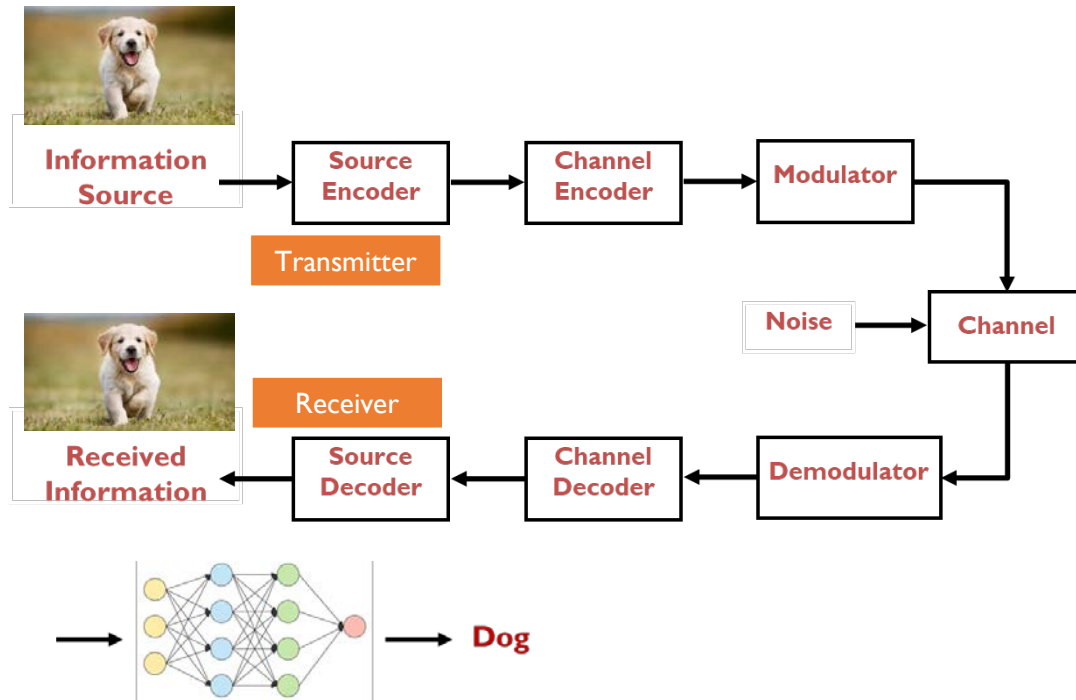 Information
Source
Source
Encoder
Channel
Encoder
Modulator
Transmitter
Noise
Channel
Receiver
Received
Information
Source
Decoder
Channel
Decoder
Demodulator
Dog